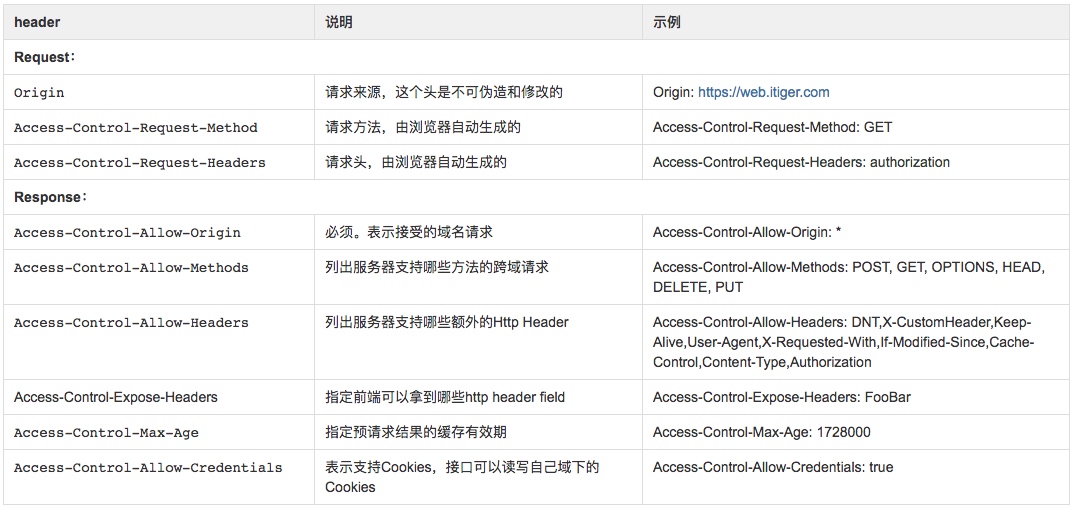 header 说明 示例
Request：
Origin 请求来源，这个头是不可伪造和修改的 Origin: https://web.itiger.com
Access-Control-Request-Method 请求方法，由浏览器自动生成的 Access-Control-Request-Method: GET
Access-Control-Request-Headers 请求头，由浏览器自动生成的 Access-Control-Request-Headers: authorization
Response：
Access-Control-Allow-Origin 必须。表示接受的域名请求 Access-Control-Allow-Origin: *
Access-Control-Allow-Methods 列出服务器支持哪些方法的跨域请求 Access-Control-Allow-Methods: POST, GET, OPTIONS, HEAD,
DELETE, PUT
Access-Control-Allow-Headers 列出服务器支持哪些额外的Http Header Access-Control-Allow-Headers: DNT,X-CustomHeader,Keep-
Alive,User-Agent,X-Requested-With,If-Modified-Since,Cache-
Control,Content-Type,Authorization
Access-Control-Expose-Headers 指定前端可以拿到哪些http header field Access-Control-Expose-Headers: FooBar
Access-Control-Max-Age 指定预请求结果的缓存有效期 Access-Control-Max-Age: 1728000
Access-Control-Allow-Credentials 表示支持Cookies，接口可以读写自己域下的 Access-Control-Allow-Credentials: true
Cookies